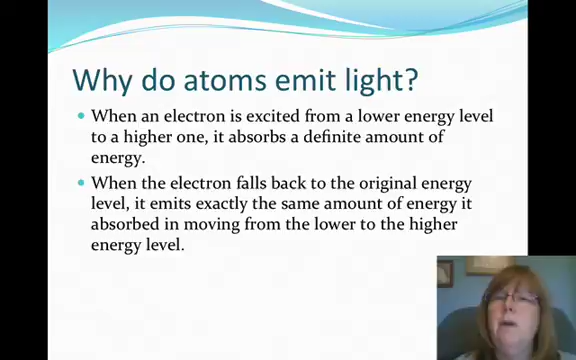 Why do atoms emit light?
When an electron is excited from a lower energy level
to a higher one, it absorbs a definite amount of
energy.
When the electron falls back to the original energy
level, it emits exactly the same amount of energy it
absorbed in moving from the lower to the higher
energy level.